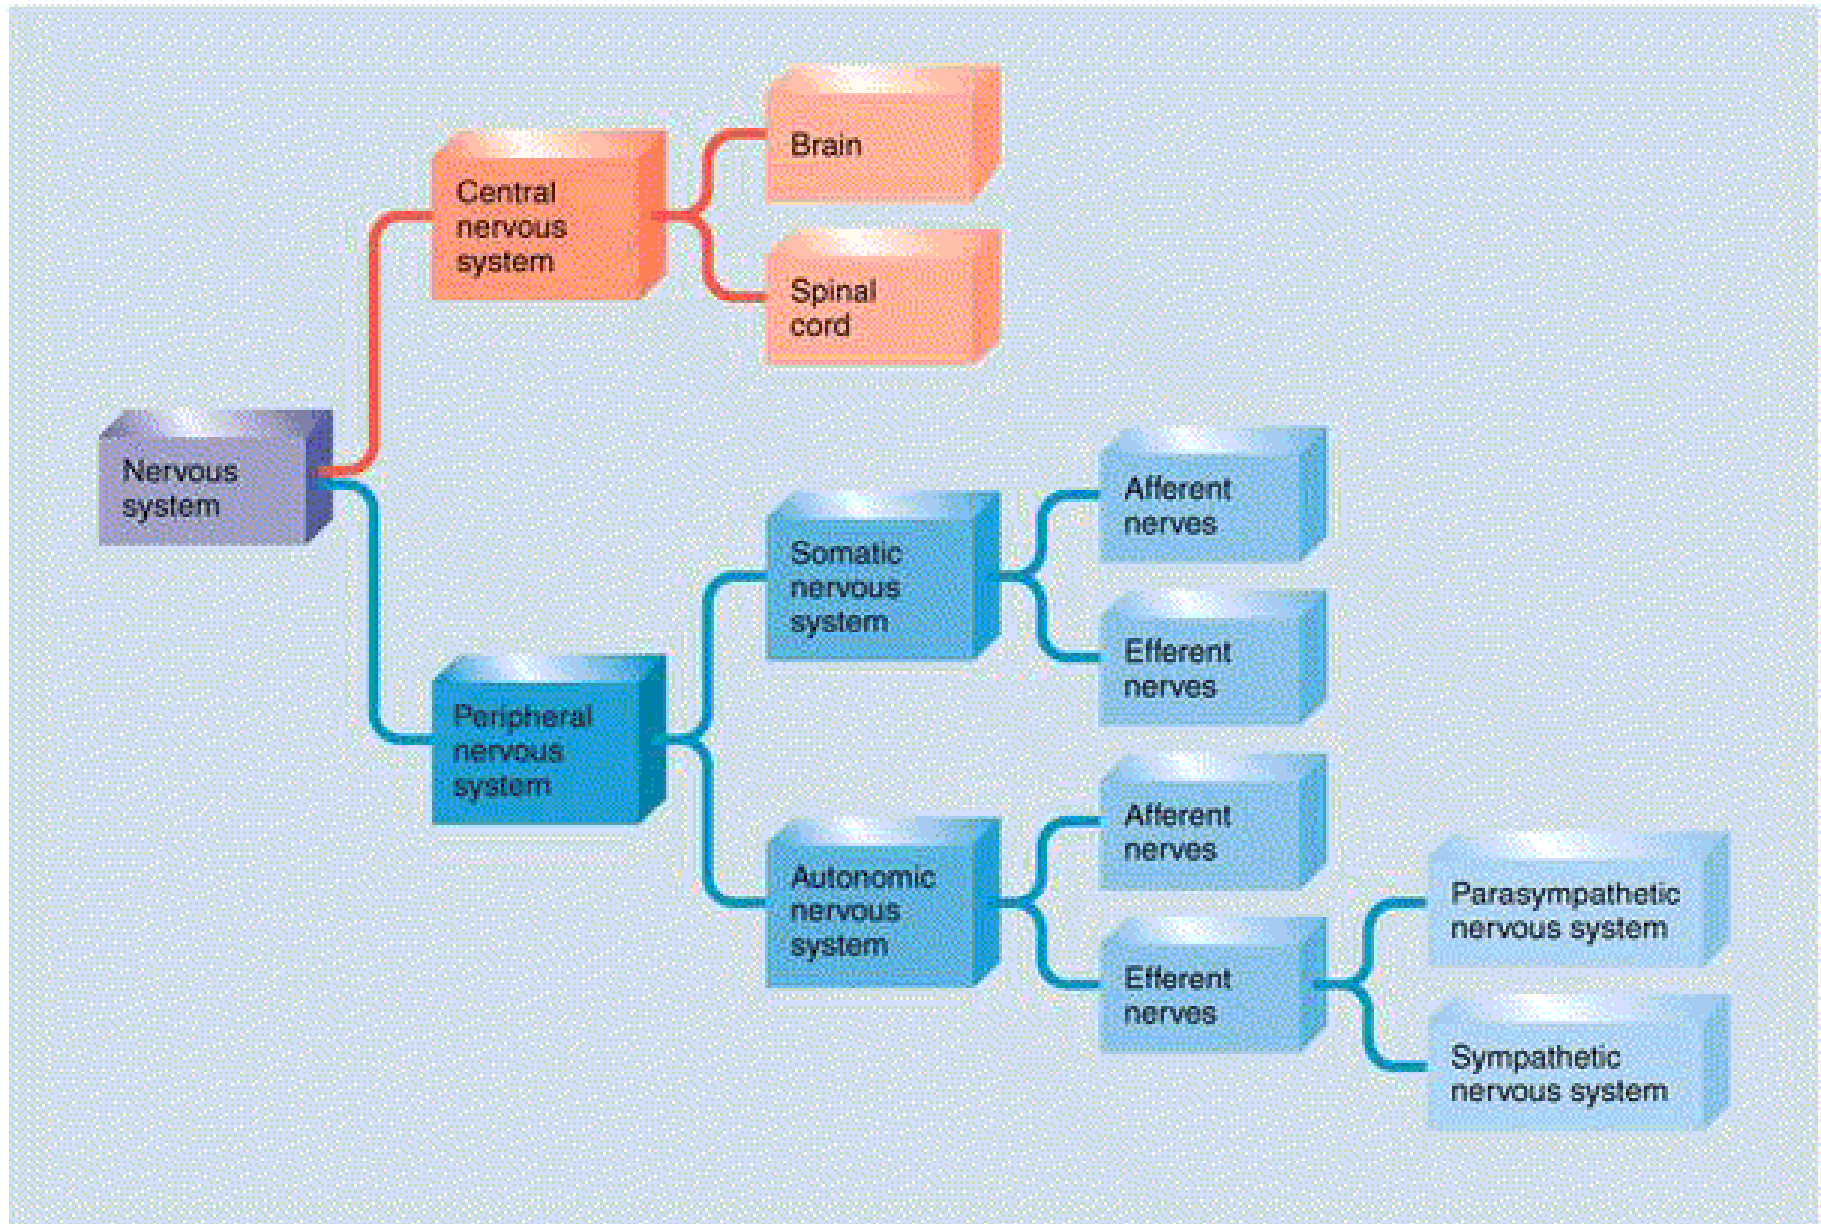 Brain
Central
nervous
system
Spinal
cord
Nervous
system
Afferent
nerves
Somatic
nervous
system
Efferent
nerves
Peripheral
nervous
system
Afferent
nerves
Autonomic
nervous
system
Parasympathetic
nervous system
Efferent
nerves
Sympathetic
nervous system